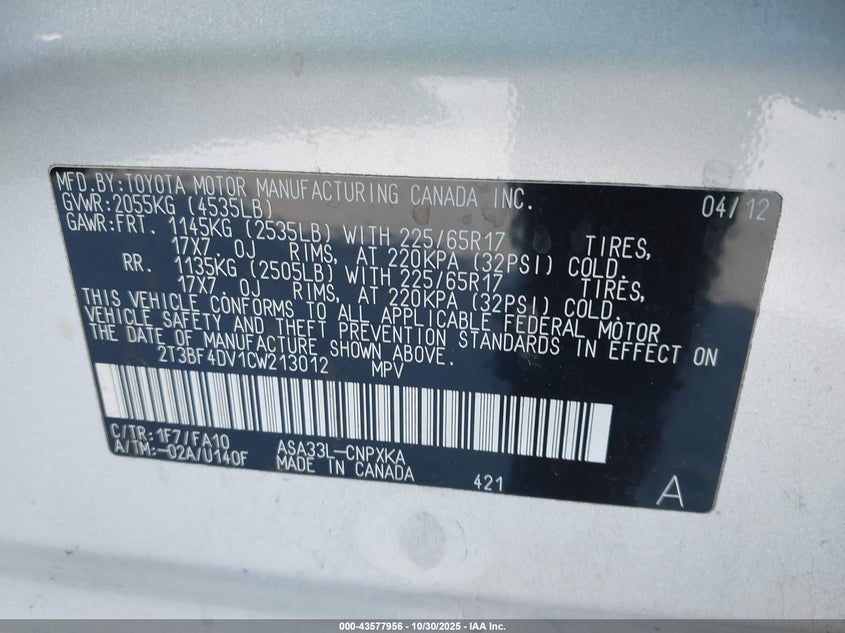 MFD.BY:TOYOTA MOTOR MANUFACTURING CANADA INC. 04/12
GVWR:2055KG (4535LB)
GAWR:FRT. 1145KG (2535LB) WITH 225/65R17 TIRES,
17X7.0J RIMS, AT 220KPA (32PSI) COLD.
RR. 1135KG (2505LB) WITH 225/65R17 TIRES,
17X7.0J RIMS, AT 220KPA (32PSI) COLD.
THIS VEHICLE CONFORMS TO ALL APPLICABLE FEDERAL MOTOR
VEHICLE SAFETY AND THEFT PREVENTION STANDARDS IN EFFECT ON
THE DATE OF MANUFACTURE SHOWN ABOVE.
2T3BF4DV1CW213012 MPV
C/TR:1F7/FA10 ASA33L-CNPXKA
A/TM:-02A/U140F MADE IN CANADA 421 A
000-43577956 | 10/30/2025 - IAA Inc.